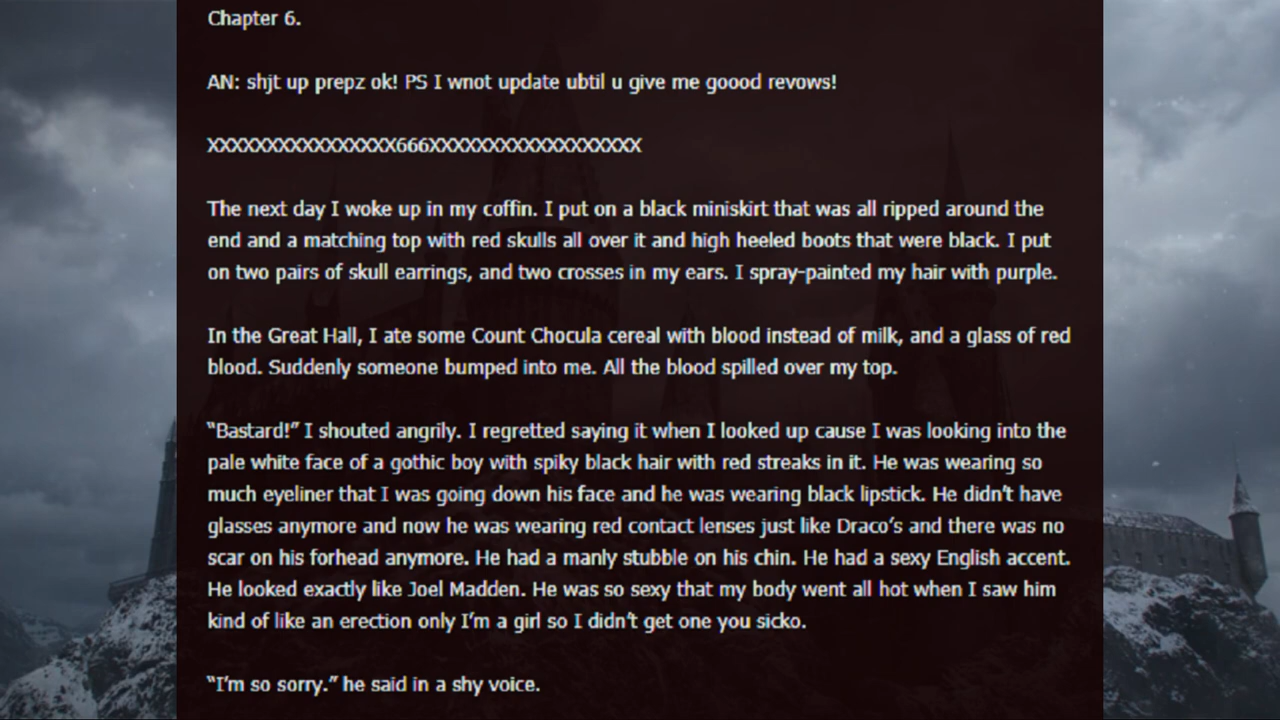 Chapter 6.
AN: shjt up prepz ok! PS I wnot update ubtil u give me goood revows!
XXXXXXXXXXXXXXXX666XXXXXXXXXXXXXXXXXX
The next day I woke up in my coffin. I put on a black miniskirt that was all ripped around the
end and a matching top with red skulls all over it and high heeled boots that were black. I put
on two pairs of skull earrings, and two crosses in my ears. I spray-painted my hair with purple.
In the Great Hall, I ate some Count Chocula cereal with blood instead of milk, and a glass of red
blood. Suddenly someone bumped into me. All the blood spilled over my top.
“Bastard!” I shouted angrily. I regretted saying it when I looked up cause I was looking into the
pale white face of a gothic boy with spiky black hair with red streaks in it. He was wearing so
much eyeliner that I was going down his face and he was wearing black lipstick. He didn’t have
glasses anymore and now he was wearing red contact lenses just like Draco’s and there was no
scar on his forhead anymore. He had a manly stubble on his chin. He had a sexy English accent.
He looked exactly like Joel Madden. He was so sexy that my body went all hot when I saw him
kind of like an erection only I’m a girl so I didn’t get one you sicko.
“I’m so sorry.” he said in a shy voice.